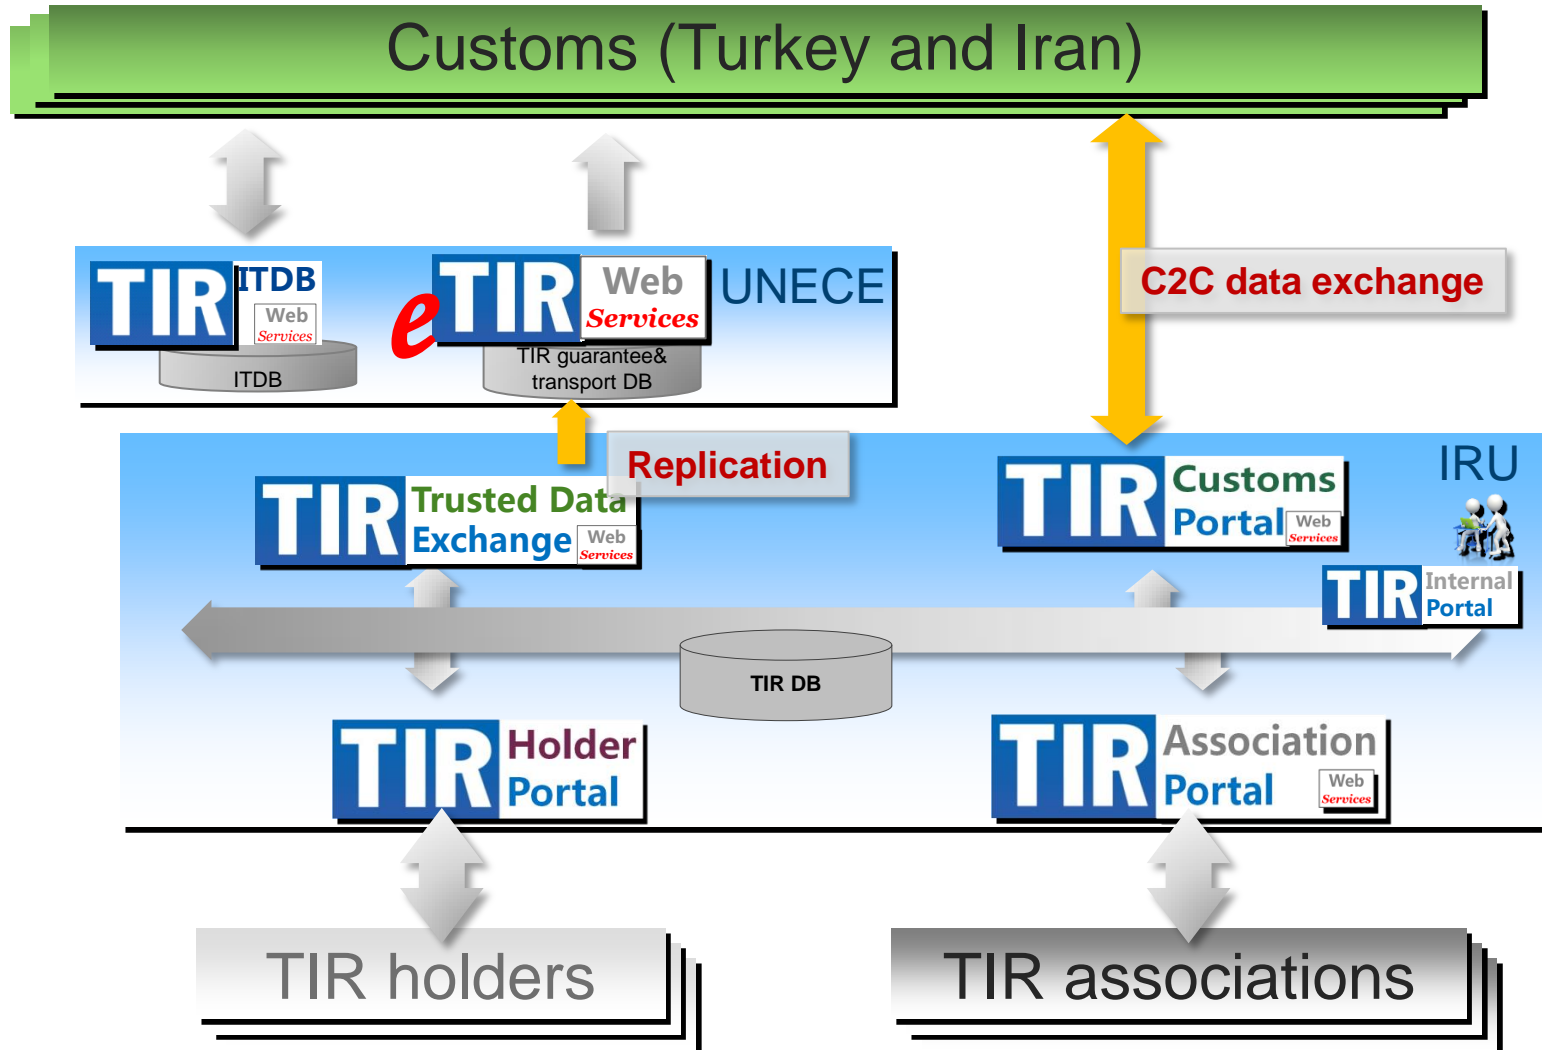 Customs (Turkey and Iran)
TIR ITDB
Web
Services
ITDB
eTIR Web
Services
UNECE
TIR guarantee&
transport DB
C2C data exchange
Replication
IRU
TIR Trusted Data
Exchange Web
Services
TIR Customs
Portal Web
Services
TIR Internal
Portal
TIR DB
TIR Holder
Portal
TIR Association
Portal Web
Services
TIR holders
TIR associations